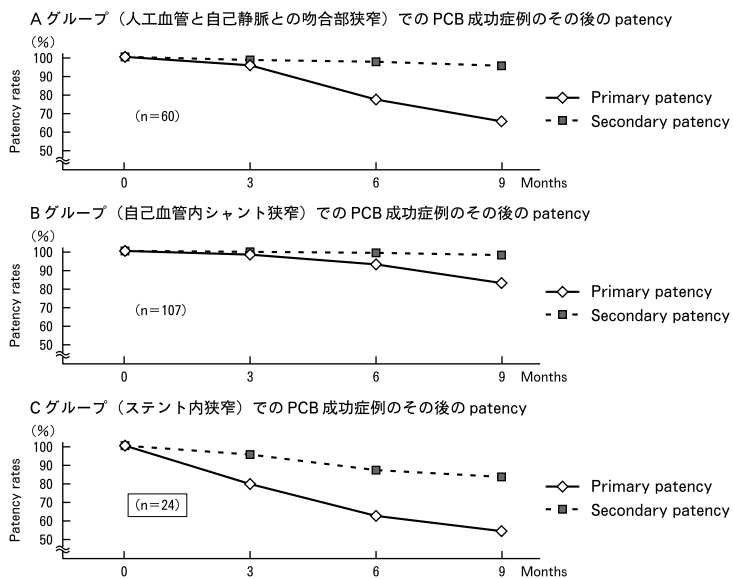 Aグループ（人工血管と自己静脈との吻合部狭窄）でのPCB成功症例のその後のpatency
(%)
100
90
80
70
60
50
Patency rates
（n＝60）
0 3 6 9 Months
Primary patency
Secondary patency
Bグループ（自己血管内シャント狭窄）でのPCB成功症例のその後のpatency
(%)
100
90
80
70
60
50
Patency rates
（n＝107）
0 3 6 9 Months
Primary patency
Secondary patency
Cグループ（ステント内狭窄）でのPCB成功症例のその後のpatency
(%)
100
90
80
70
60
50
Patency rates
（n＝24）
0 3 6 9 Months
Primary patency
Secondary patency